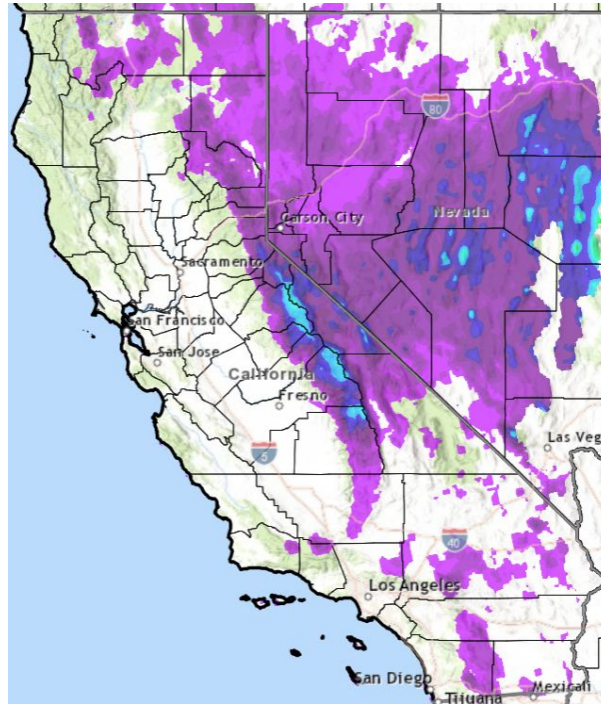 80
Carson City
Nevada
Sacramento
San Francisco
San Jose
California
Fresno
5
Las Veg
40
Los Angeles
San Diego
Mexicali
Tijuana